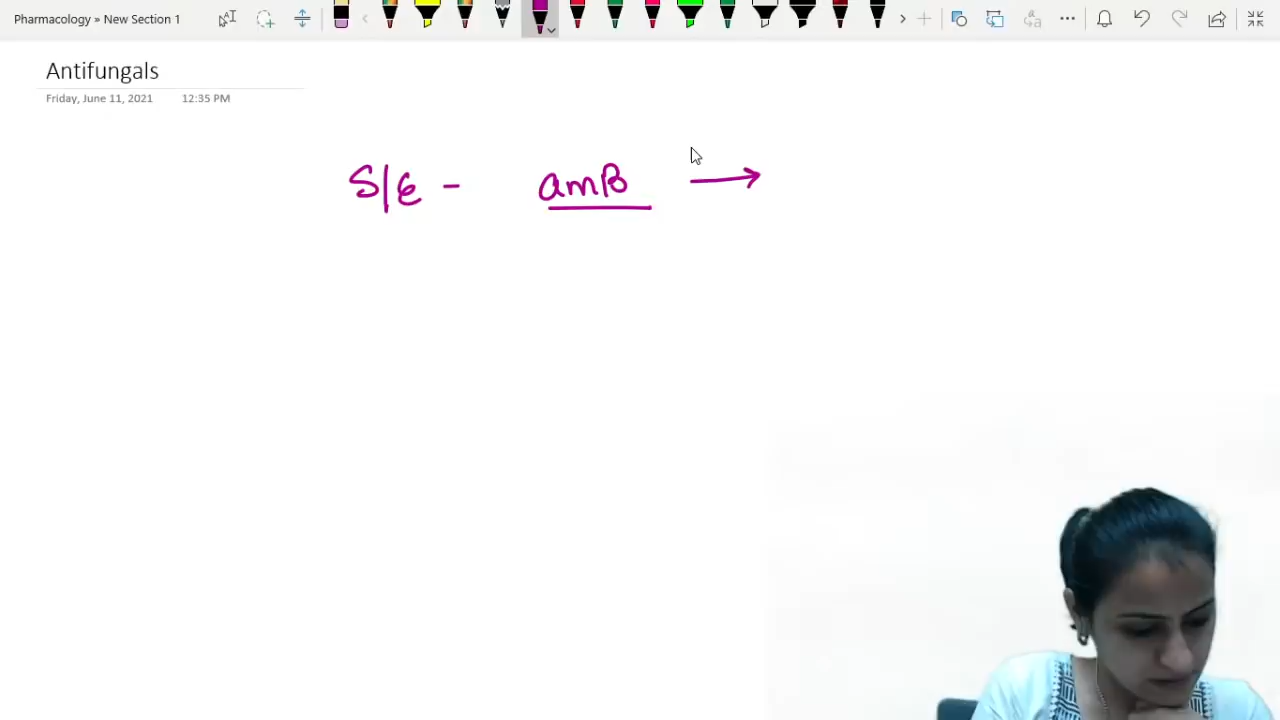 Pharmacology » New Section 1
Antifungals
Friday, June 11, 2021 12:35 PM
S/E - amB →